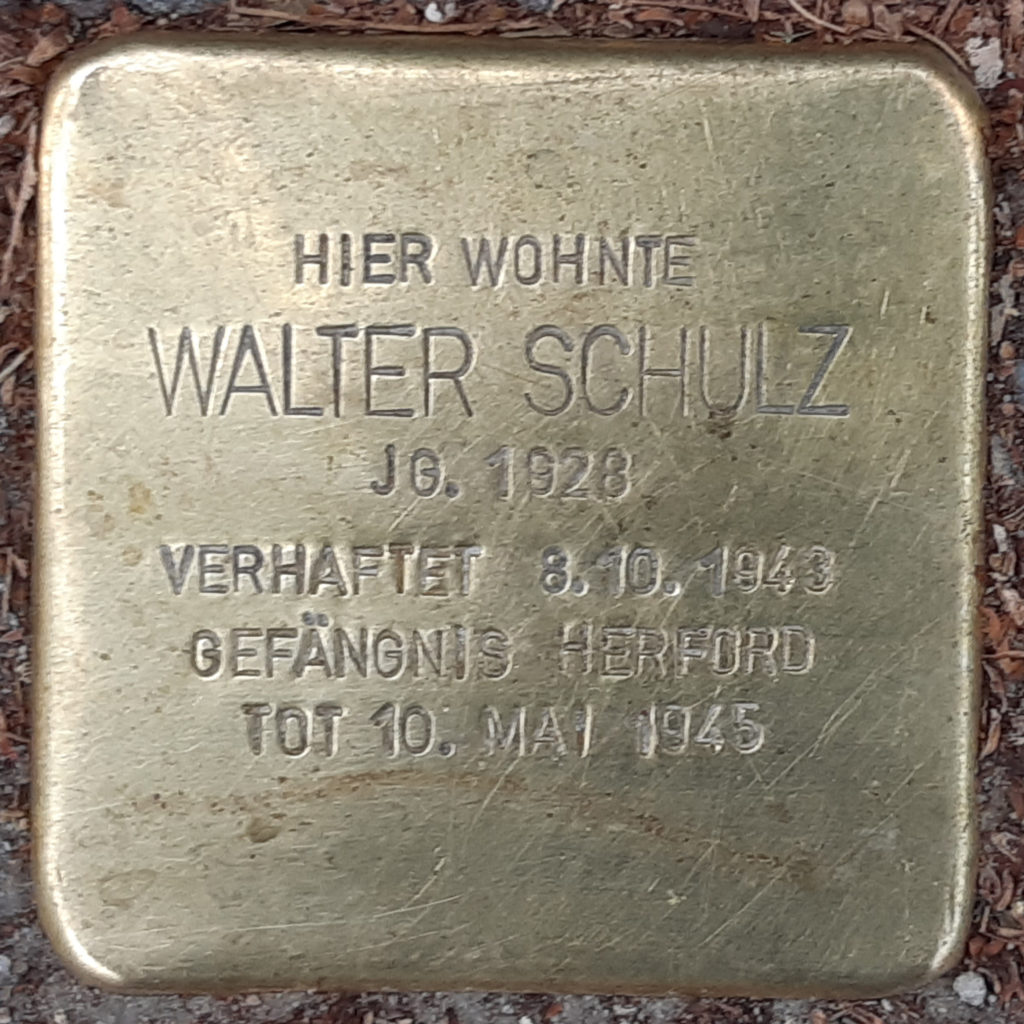 HIER WOHNTE
WALTER SCHULZ
JG. 1928
VERHAFTET 8.10.1943
GEFÄNGNIS HERFORD
TOT 10. MAI 1945